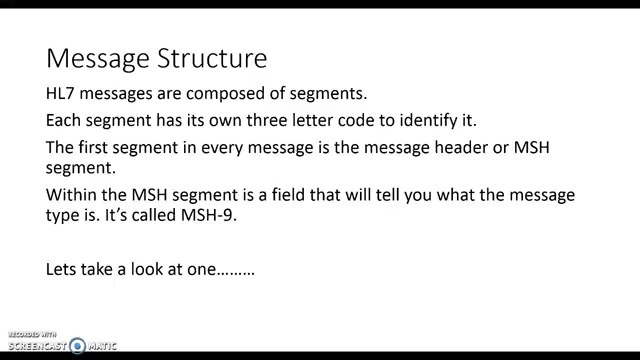 Message Structure
HL7 messages are composed of segments.
Each segment has its own three letter code to identify it.
The first segment in every message is the message header or MSH
segment.
Within the MSH segment is a field that will tell you what the message
type is. It’s called MSH-9.
Lets take a look at one………
RECORDED WITH
SCREENCAST MATIC